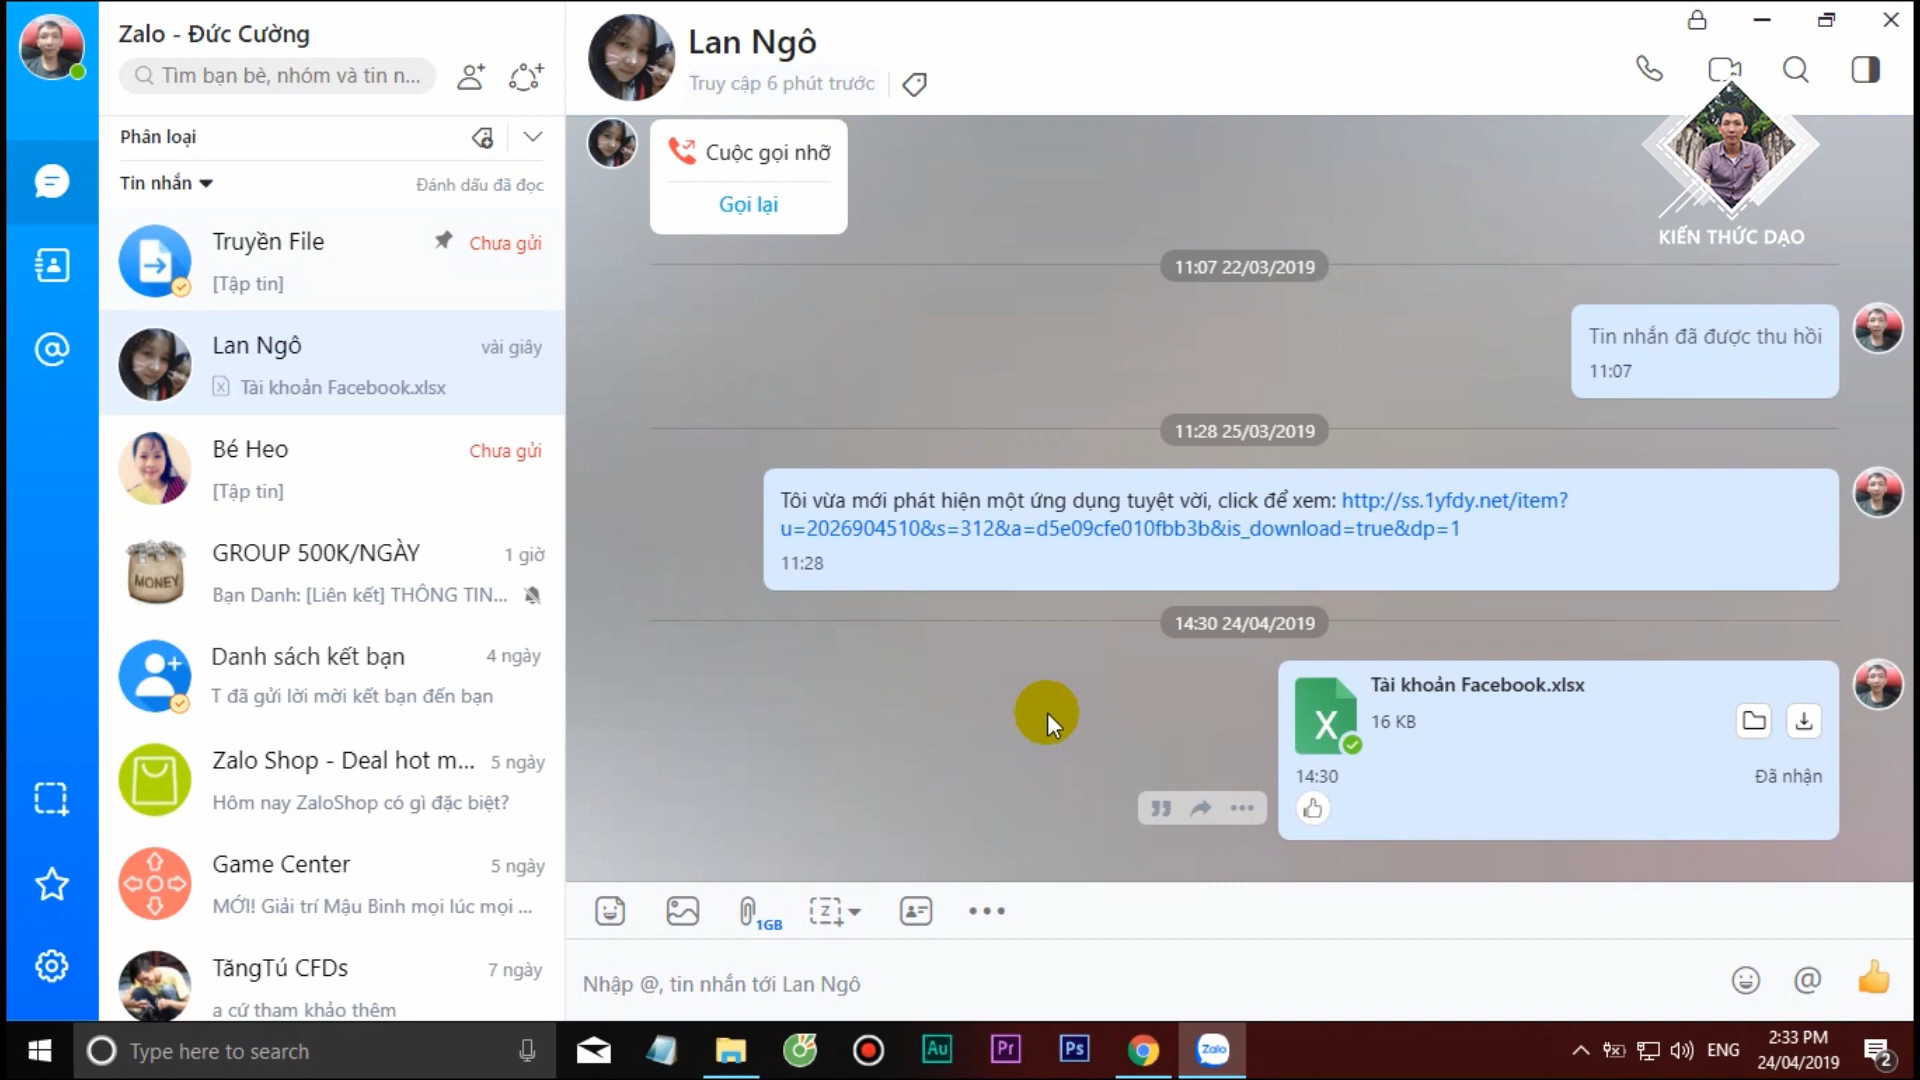 Zalo - Đức Cường
Tìm bạn bè, nhóm và tin n...
Phân loại
Tin nhắn
Đánh dấu đã đọc
Truyền File
Chưa gửi
[Tập tin]
Lan Ngô
vài giây
Tài khoản Facebook.xlsx
Bé Heo
Chưa gửi
[Tập tin]
MONEY
GROUP 500K/NGÀY
1 giờ
Bạn Danh: [Liên kết] THÔNG TIN...
Danh sách kết bạn
4 ngày
T đã gửi lời mời kết bạn đến bạn
Zalo Shop - Deal hot m...
5 ngày
Hôm nay ZaloShop có gì đặc biệt?
Game Center
5 ngày
MỚI! Giải trí Mậu Binh mọi lúc mọi ...
TăngTú CFDs
7 ngày
a cứ tham khảo thêm
Lan Ngô
Truy cập 6 phút trước
KIẾN THỨC DẠO
Cuộc gọi nhỡ
Gọi lại
11:07 22/03/2019
Tin nhắn đã được thu hồi
11:07
11:28 25/03/2019
Tôi vừa mới phát hiện một ứng dụng tuyệt vời, click để xem: http://ss.1yfdy.net/item?
u=2026904510&s=312&a=d5e09cfe010fbb3b&is_download=true&dp=1
11:28
14:30 24/04/2019
X
Tài khoản Facebook.xlsx
16 KB
14:30
Đã nhận
1GB
Z
Nhập @, tin nhắn tới Lan Ngô
Type here to search
Au
Pr
Ps
Zalo
ENG
2:33 PM
24/04/2019
2